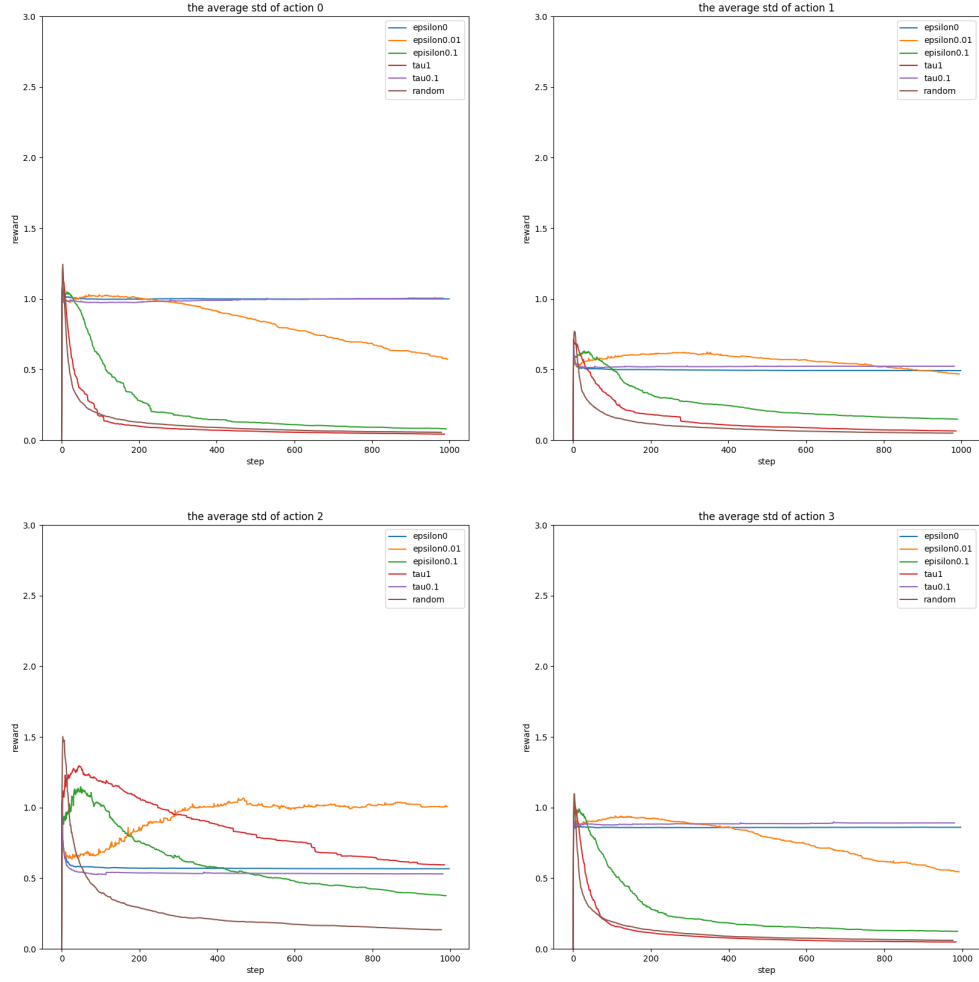 the average std of action 0
reward
3.0
2.5
2.0
1.5
1.0
0.5
0.0
epsilon0
epsilon0.01
episilon0.1
tau1
tau0.1
random
0
200
400
600
800
1000
step
the average std of action 1
reward
3.0
2.5
2.0
1.5
1.0
0.5
0.0
epsilon0
epsilon0.01
episilon0.1
tau1
tau0.1
random
0
200
400
600
800
1000
step
the average std of action 2
reward
3.0
2.5
2.0
1.5
1.0
0.5
0.0
epsilon0
epsilon0.01
episilon0.1
tau1
tau0.1
random
0
200
400
600
800
1000
step
the average std of action 3
reward
3.0
2.5
2.0
1.5
1.0
0.5
0.0
epsilon0
epsilon0.01
episilon0.1
tau1
tau0.1
random
0
200
400
600
800
1000
step